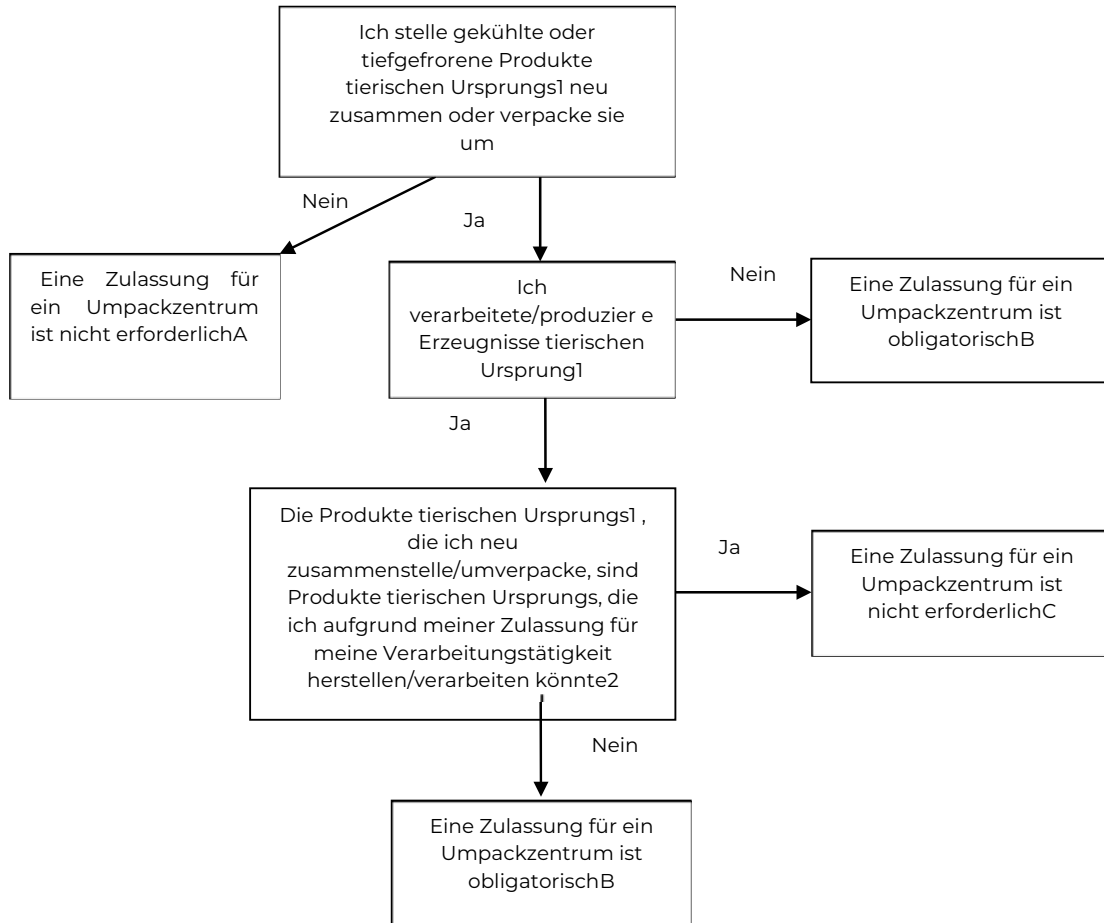 Ich stelle gekühlte oder
tiefgefrorene Produkte
tierischen Ursprungs1 neu
zusammen oder verpacke sie
um
Nein
Ja
Eine Zulassung für
ein Umpackzentrum
ist nicht erforderlichA
Ich
verarbeitete/produzier e
Erzeugnisse tierischen
Ursprung1
Nein
Eine Zulassung für ein
Umpackzentrum ist
obligatorischB
Ja
Die Produkte tierischen Ursprungs1 ,
die ich neu
zusammenstelle/umverpacke, sind
Produkte tierischen Ursprungs, die
ich aufgrund meiner Zulassung für
meine Verarbeitungstätigkeit
herstellen/verarbeiten könnte2
Ja
Eine Zulassung für ein
Umpackzentrum ist
nicht erforderlichC
Nein
Eine Zulassung für ein
Umpackzentrum ist
obligatorischB